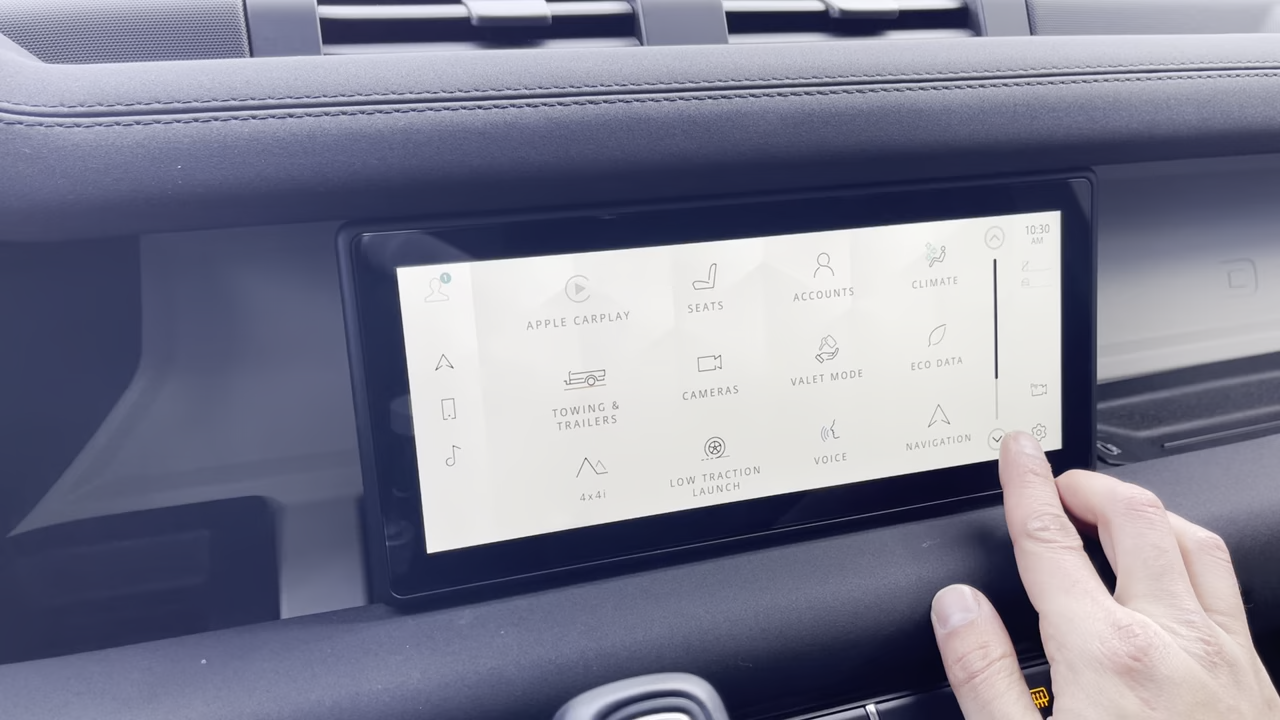 1
10:30
AM
APPLE CARPLAY
SEATS
ACCOUNTS
CLIMATE
TOWING &
TRAILERS
CAMERAS
VALET MODE
ECO DATA
4x4i
LOW TRACTION
LAUNCH
VOICE
NAVIGATION